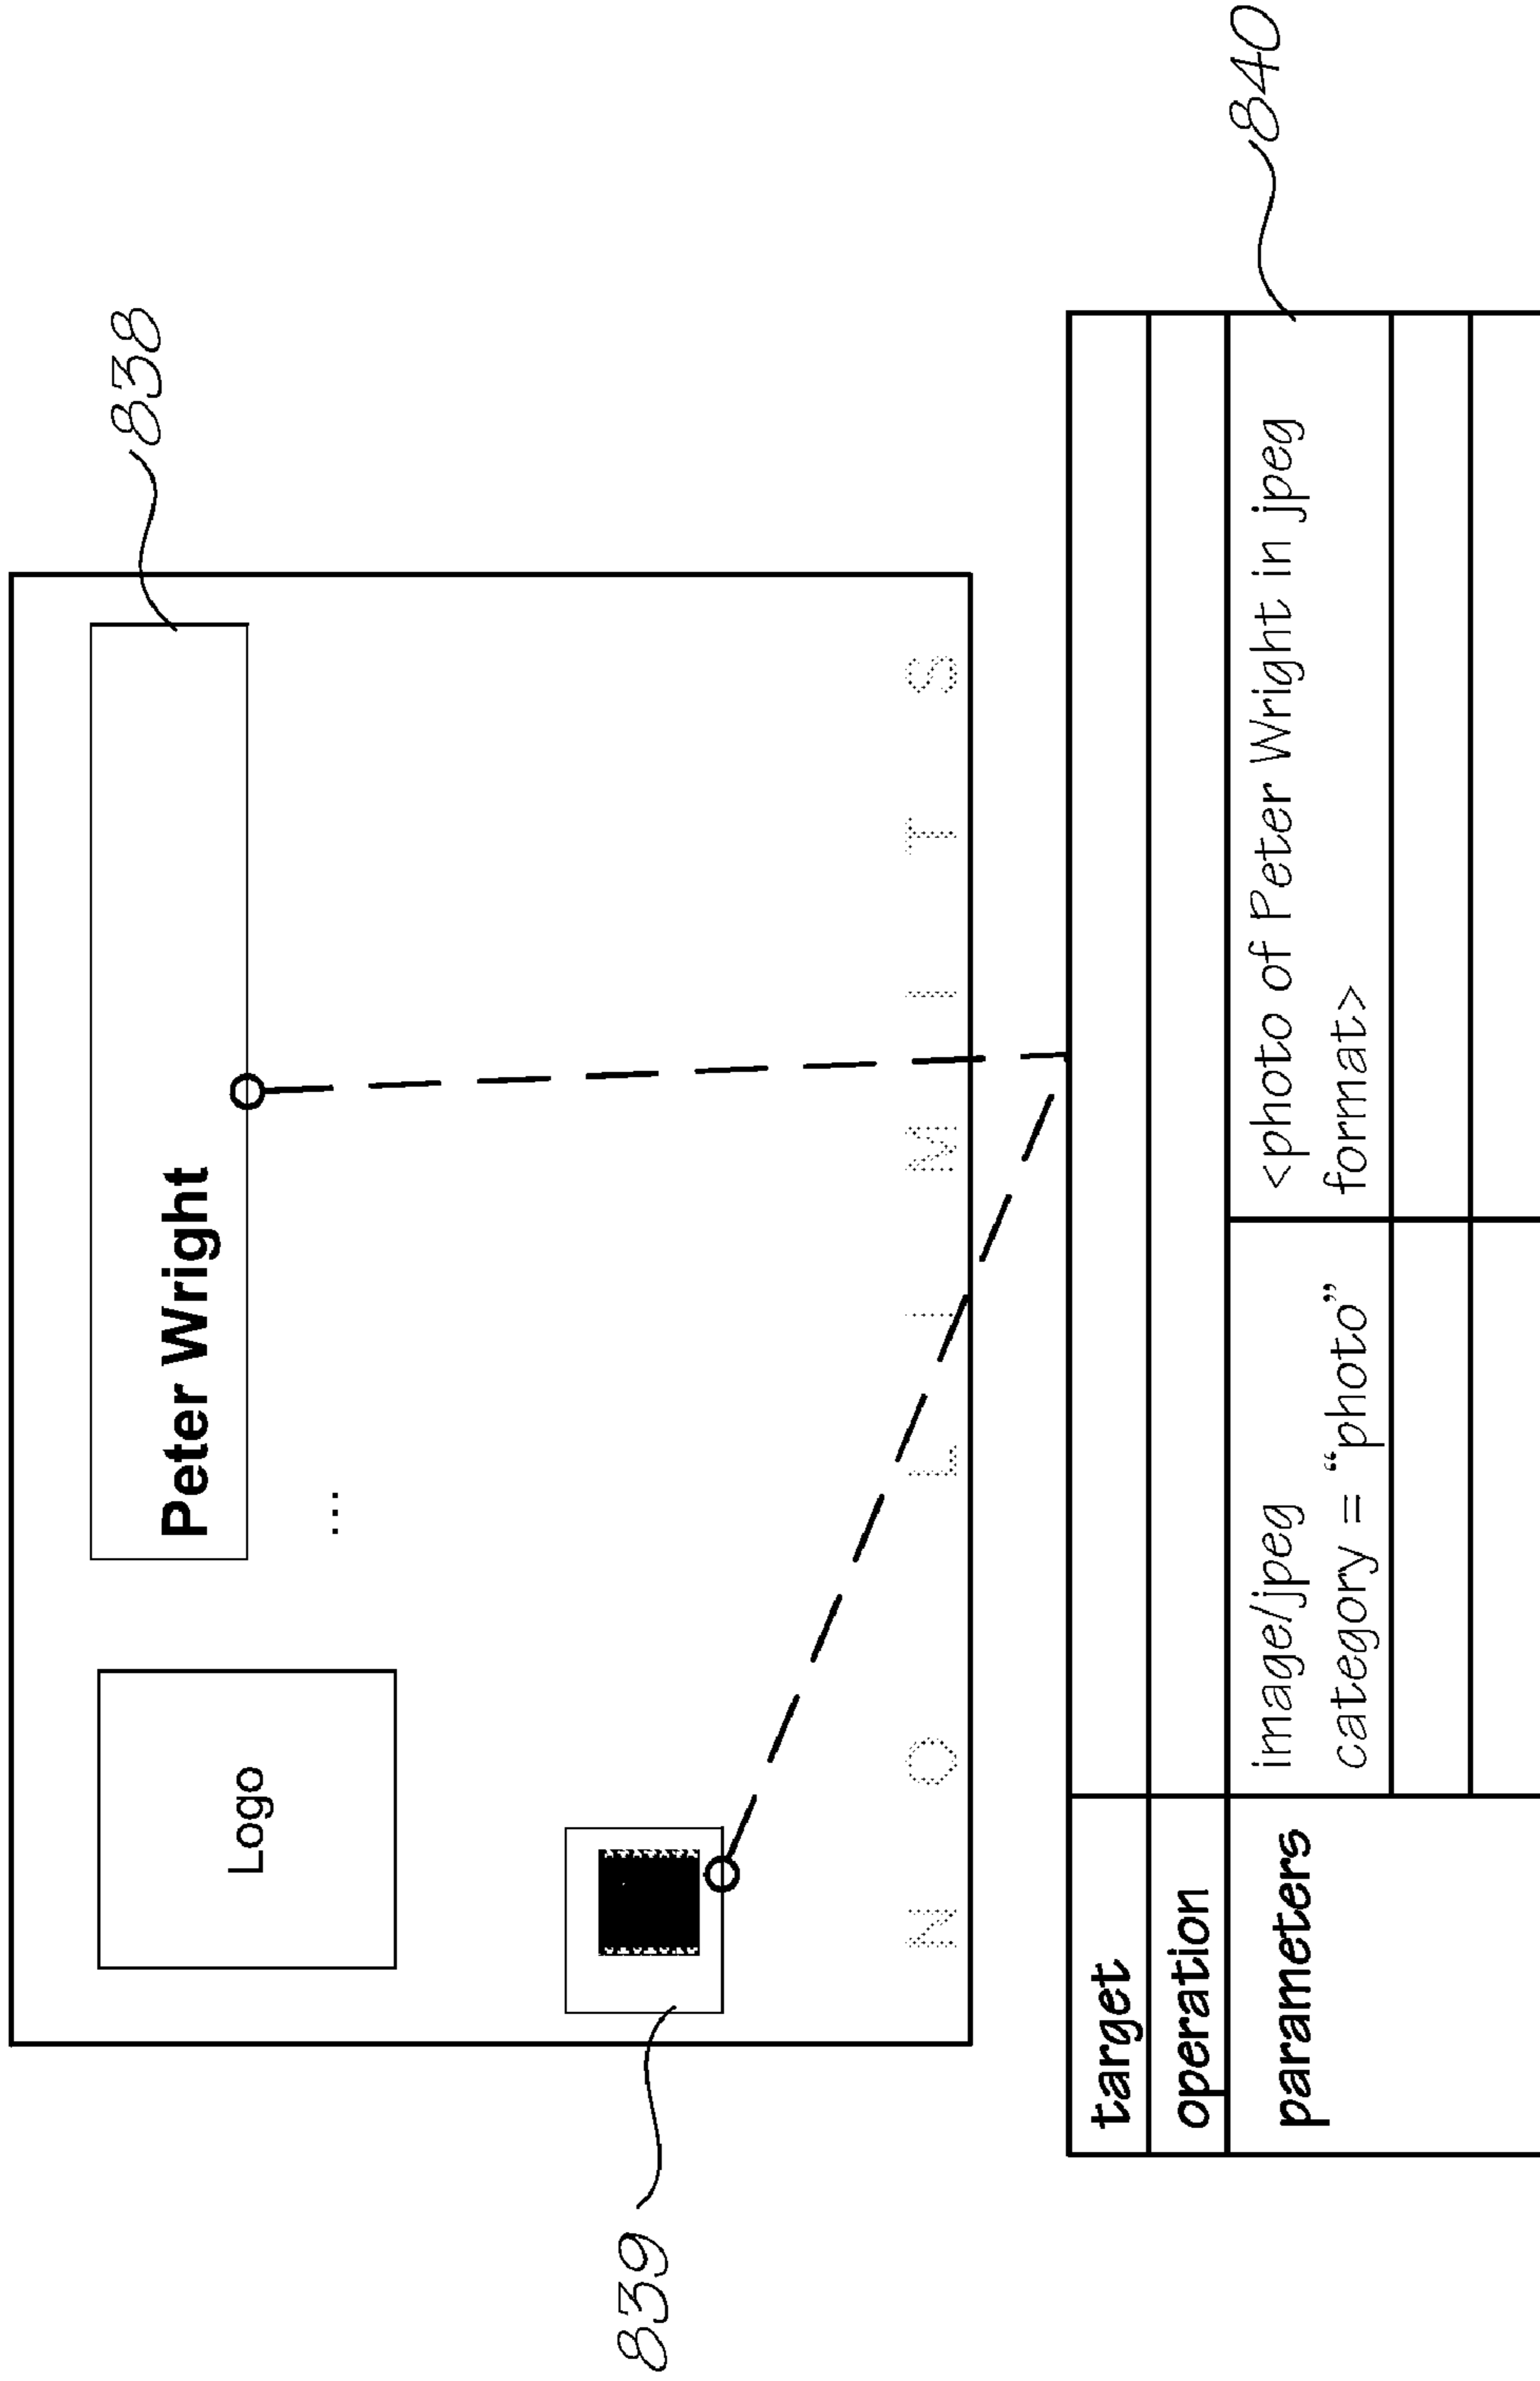 838
Logo
Peter Wright
...
839
N O L I M I T S
target
operation
parameters
image/jpeg
category = “photo”
<photo of Peter Wright in jpeg
format>
840